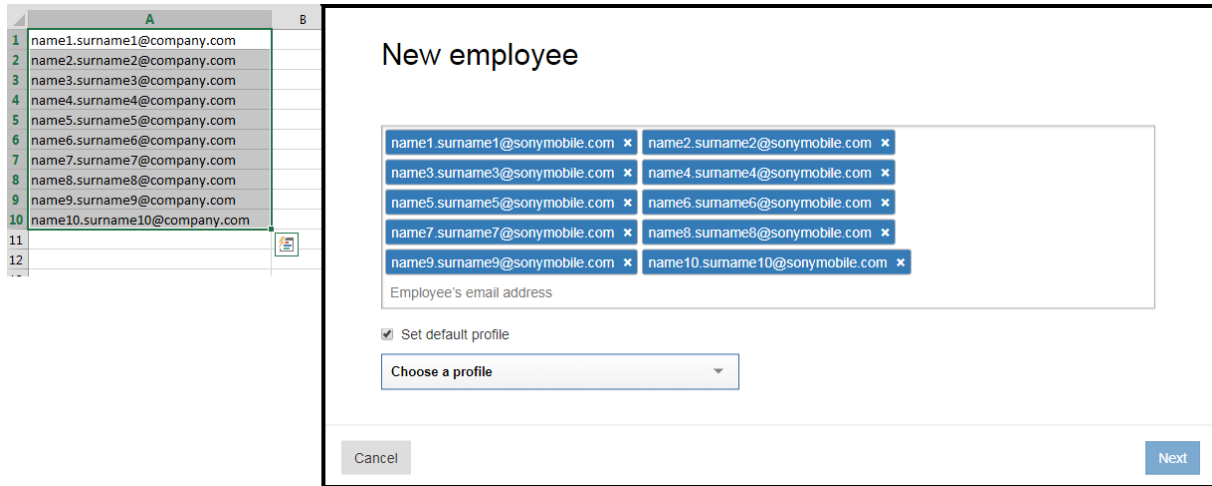 A B
1 name1.surname1@company.com
2 name2.surname2@company.com
3 name3.surname3@company.com
4 name4.surname4@company.com
5 name5.surname5@company.com
6 name6.surname6@company.com
7 name7.surname7@company.com
8 name8.surname8@company.com
9 name9.surname9@company.com
10 name10.surname10@company.com
11
12
New employee
name1.surname1@sonymobile.com × name2.surname2@sonymobile.com ×
name3.surname3@sonymobile.com × name4.surname4@sonymobile.com ×
name5.surname5@sonymobile.com × name6.surname6@sonymobile.com ×
name7.surname7@sonymobile.com × name8.surname8@sonymobile.com ×
name9.surname9@sonymobile.com × name10.surname10@sonymobile.com ×
Employee's email address
Set default profile
Choose a profile
Cancel Next